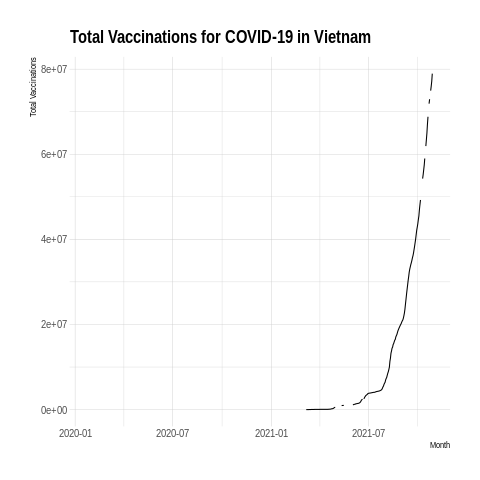 Total Vaccinations for COVID-19 in Vietnam
Total Vaccinations
8e+07
6e+07
4e+07
2e+07
0e+00
2020-01 2020-07 2021-01 2021-07
Month